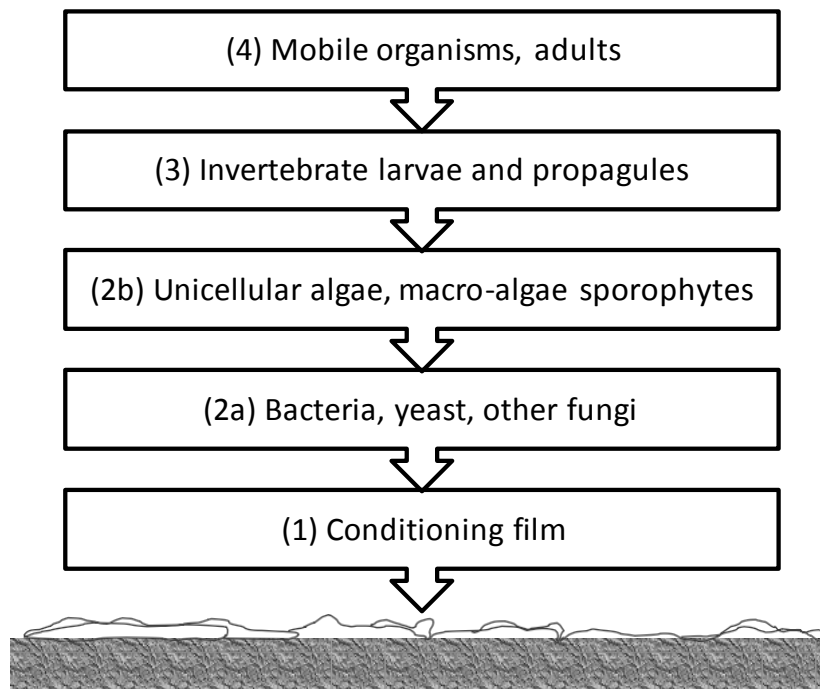 (4) Mobile organisms, adults
(3) Invertebrate larvae and propagules
(2b) Unicellular algae, macro-algae sporophytes
(2a) Bacteria, yeast, other fungi
(1) Conditioning film